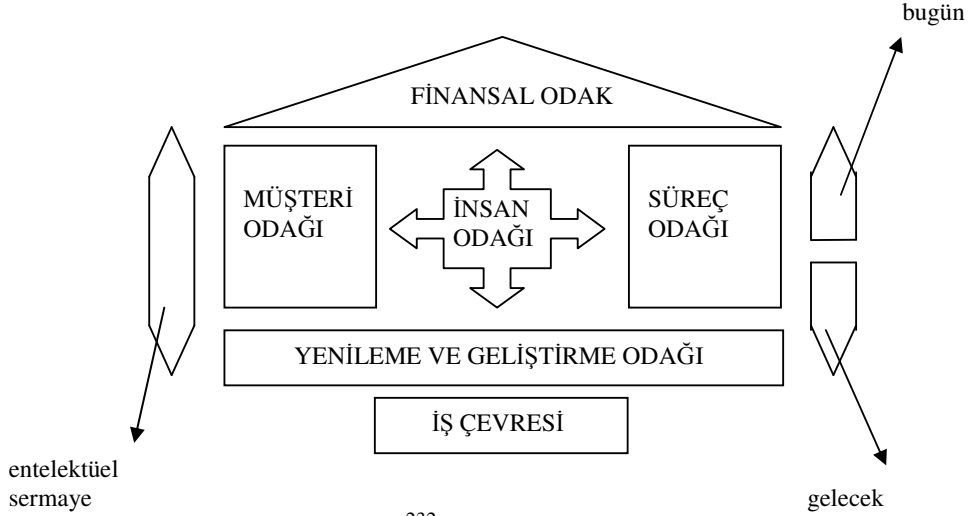 bugün
FİNANSAL ODAK
MÜŞTERİ
ODAĞI
İNSAN
ODAĞI
SÜREÇ
ODAĞI
YENİLEME VE GELİŞTİRME ODAĞI
İŞ ÇEVRESİ
entelektüel
sermaye
gelecek